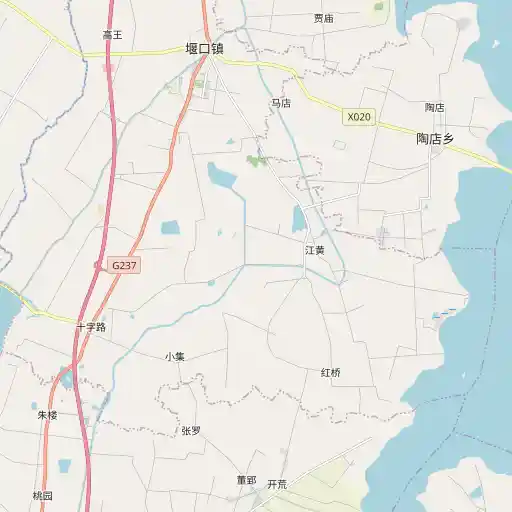 贾庙
高王
堰口镇
马店
陶店
X020
陶店乡
江黄
G237
十字路
小集
红桥
朱楼
张罗
董郢
开荒
桃园